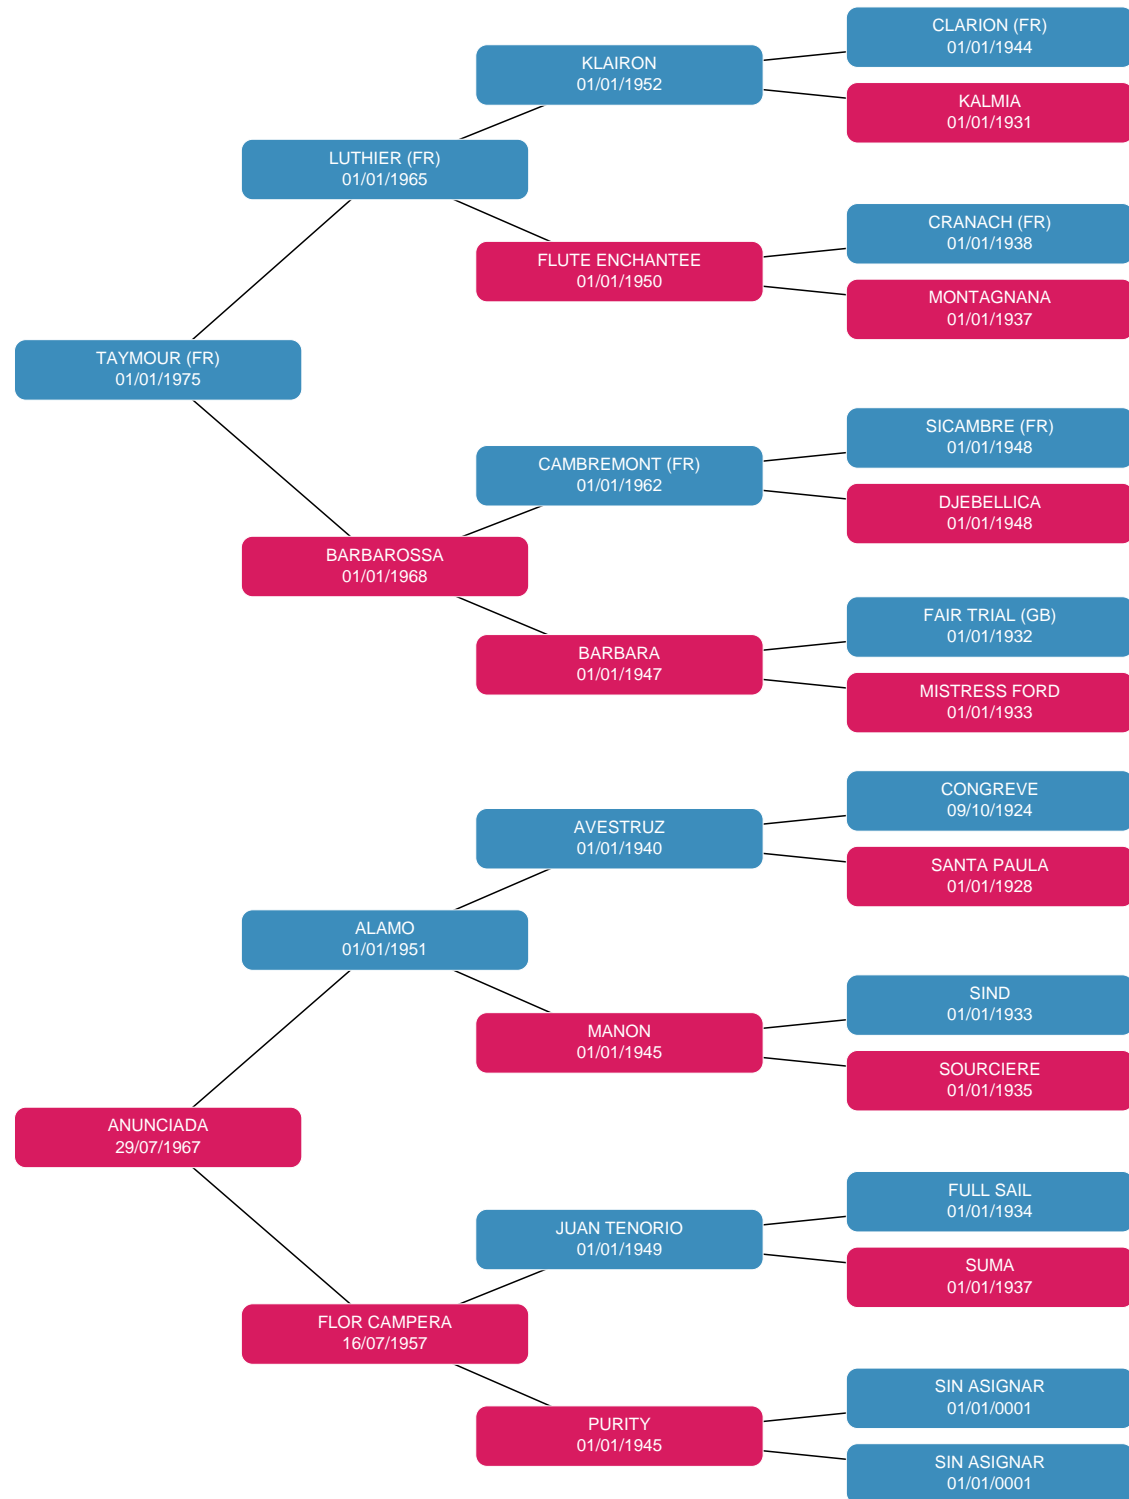 CLARION (FR)
01/01/1944
KLAIRON
01/01/1952
KALMIA
01/01/1931
LUTHIER (FR)
01/01/1965
CRANACH (FR)
01/01/1938
FLUTE ENCHANTEE
01/01/1950
MONTAGNANA
01/01/1937
TAYMOUR (FR)
01/01/1975
SICAMBRE (FR)
01/01/1948
CAMBREMONT (FR)
01/01/1962
DJEBELLICA
01/01/1948
BARBAROSSA
01/01/1968
FAIR TRIAL (GB)
01/01/1932
BARBARA
01/01/1947
MISTRESS FORD
01/01/1933
CONGREVE
09/10/1924
AVESTRUZ
01/01/1940
SANTA PAULA
01/01/1928
ALAMO
01/01/1951
SIND
01/01/1933
MANON
01/01/1945
SOURCIERE
01/01/1935
ANUNCIADA
29/07/1967
FULL SAIL
01/01/1934
JUAN TENORIO
01/01/1949
SUMA
01/01/1937
FLOR CAMPERA
16/07/1957
SIN ASIGNAR
01/01/0001
PURITY
01/01/1945
SIN ASIGNAR
01/01/0001